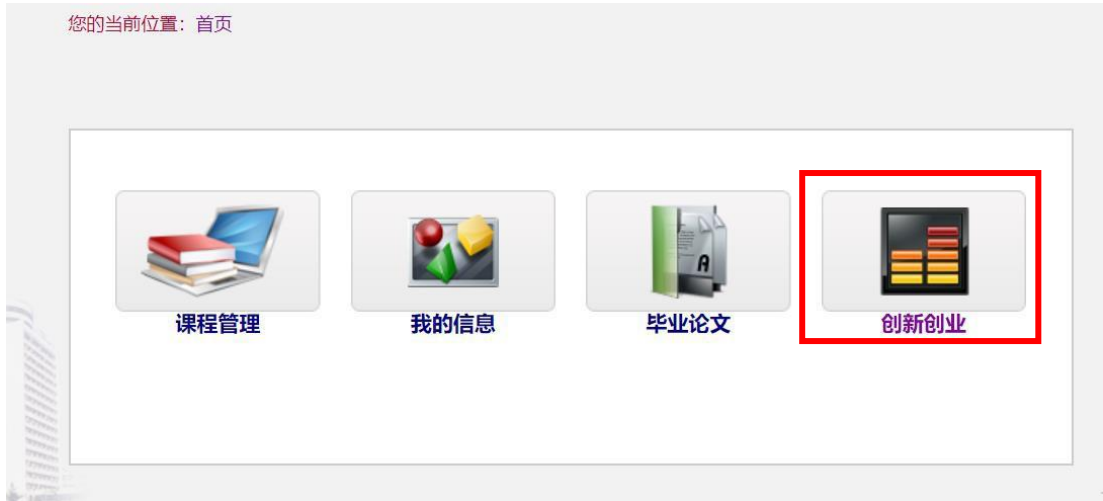 您的当前位置：首页
课程管理
我的信息
毕业论文
创新创业